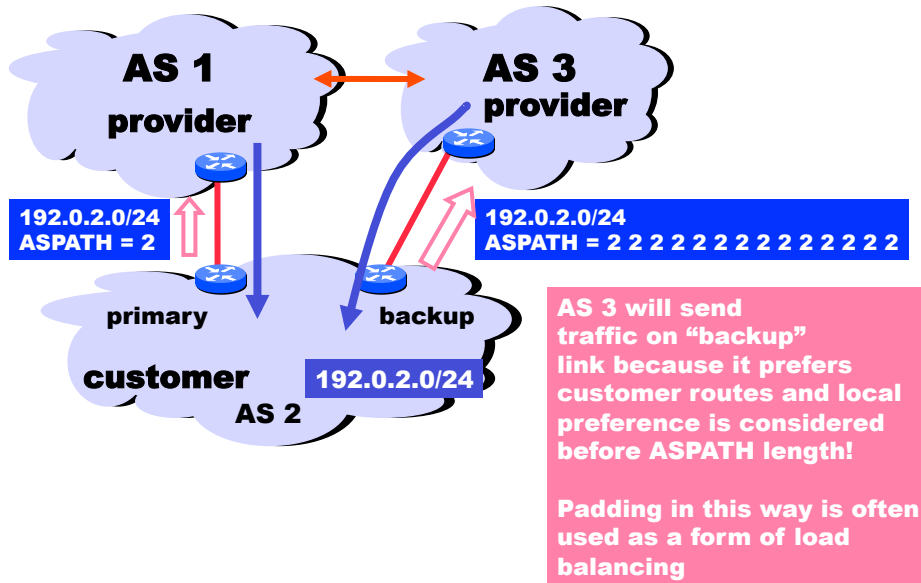 AS 1
provider
AS 3
provider
192.0.2.0/24
ASPATH = 2
192.0.2.0/24
ASPATH = 2 2 2 2 2 2 2 2 2 2 2 2 2 2
primary
backup
customer
192.0.2.0/24
AS 2
AS 3 will send
traffic on “backup”
link because it prefers
customer routes and local
preference is considered
before ASPATH length!
Padding in this way is often
used as a form of load
balancing